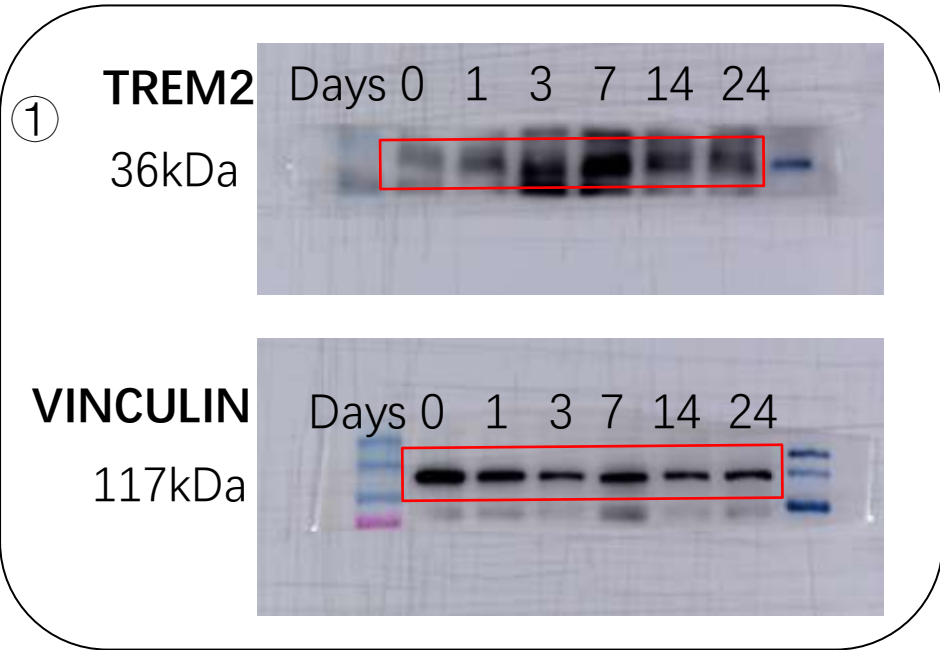 ①
TREM2
Days 0 1 3 7 14 24
36kDa
VINCULIN
Days 0 1 3 7 14 24
117kDa